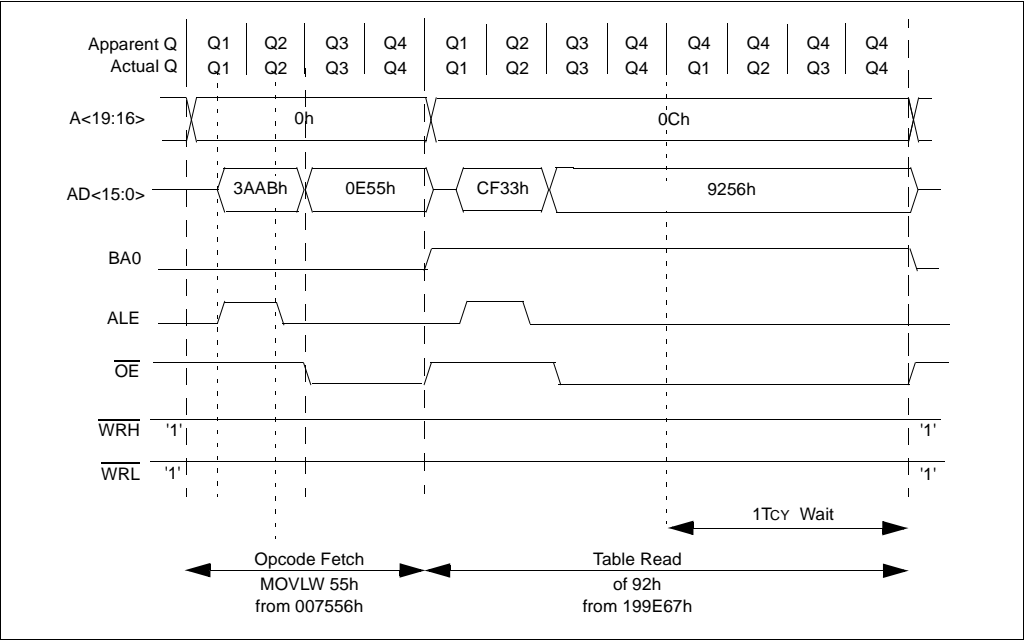 Apparent Q Q1 Q2 Q3 Q4 Q1 Q2 Q3 Q4 Q4 Q4 Q4 Q4
Actual Q Q1 Q2 Q3 Q4 Q1 Q2 Q3 Q4 Q1 Q2 Q3 Q4
A<19:16> 0h 0Ch
AD<15:0> 3AABh 0E55h CF33h 9256h
BA0
ALE
OE
WRH '1' '1'
WRL '1' '1'
1TCY Wait
Opcode Fetch Table Read
MOVLW 55h of 92h
from 007556h from 199E67h